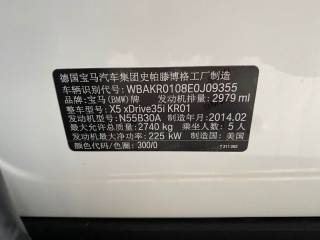 德国宝马汽车集团史帕滕博格工厂制造
车辆识别代号: WBAKR0108E0J09355
品牌: 宝马(BMW) 发动机排量: 2979 ml
整车型号: X5 xDrive35i KR01
发动机型号: N55B30A 制造年月: 2014.02
最大允许总质量: 2740 kg 乘坐人数: 5 人
发动机最大净功率: 225 kW 制造国: 美国
颜色代码/色图: 300/0